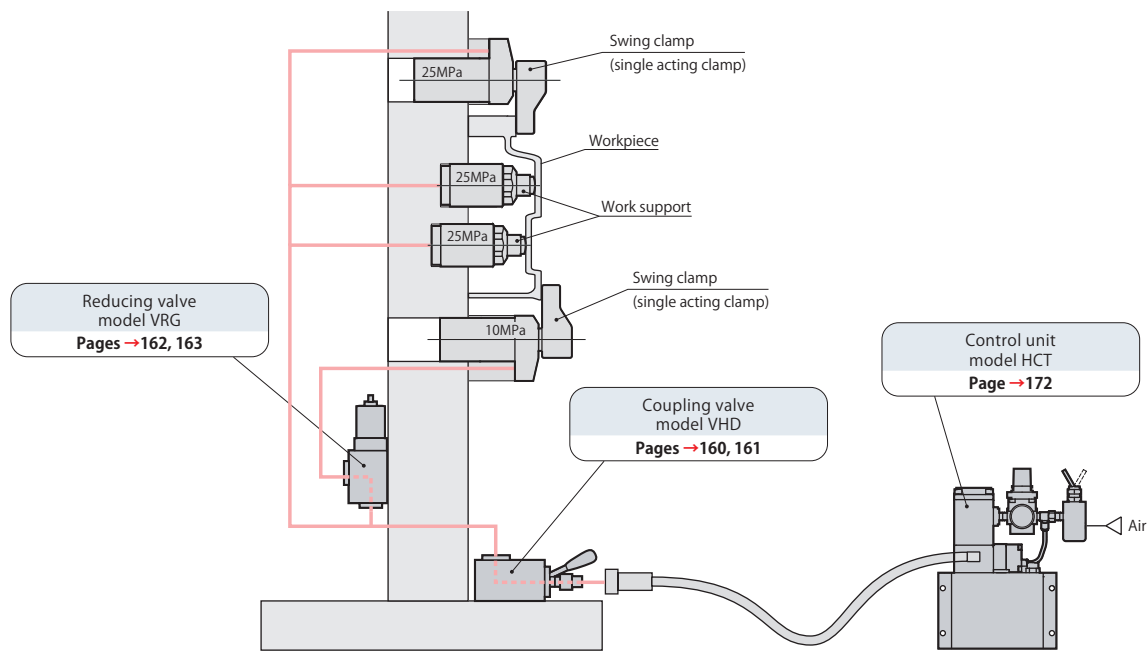 Swing clamp
(single acting clamp)
25MPa
Workpiece
25MPa
Work support
25MPa
Swing clamp
(single acting clamp)
10MPa
Reducing valve
model VRG
Pages →162, 163
Control unit
model HCT
Page →172
Coupling valve
model VHD
Pages →160, 161
Air